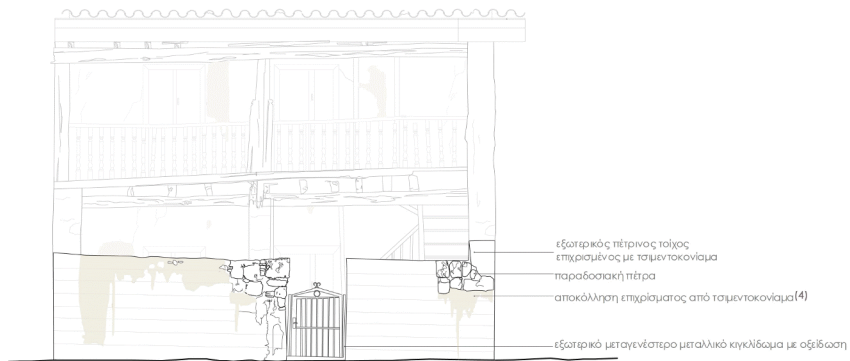 εξωτερικός πέτρινος τοίχος
επιχρισμένος με τσιμεντοκονίαμα
παραδοσιακή πέτρα
αποκόλληση επιχρίσματος από τσιμεντοκονίαμα(4)
εξωτερικό μεταγενέστερο μεταλλικό κιγκλίδωμα με οξείδωση